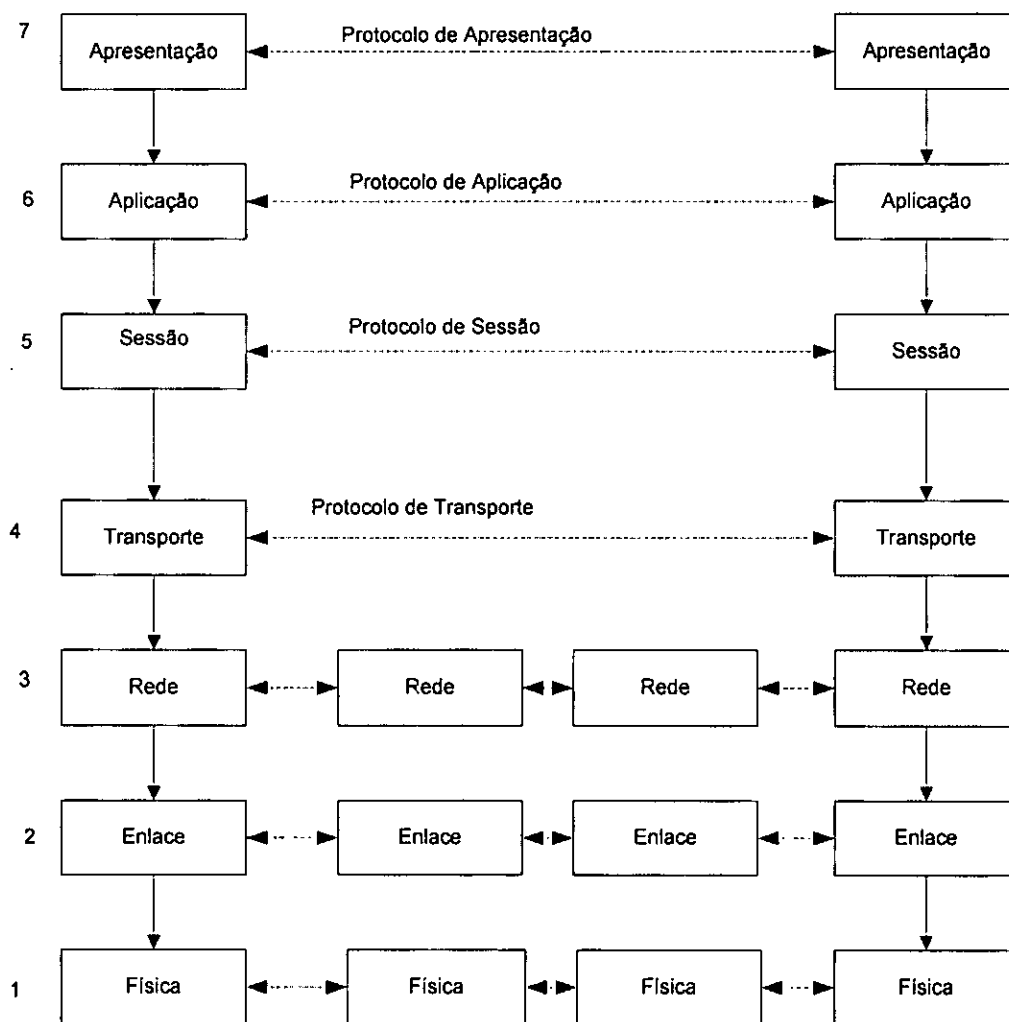 7
Apresentação
Protocolo de Apresentação
Apresentação
6
Aplicação
Protocolo de Aplicação
Aplicação
5
Sessão
Protocolo de Sessão
Sessão
4
Transporte
Protocolo de Transporte
Transporte
3
Rede
Rede
Rede
Rede
2
Enlace
Enlace
Enlace
Enlace
1
Física
Física
Física
Física